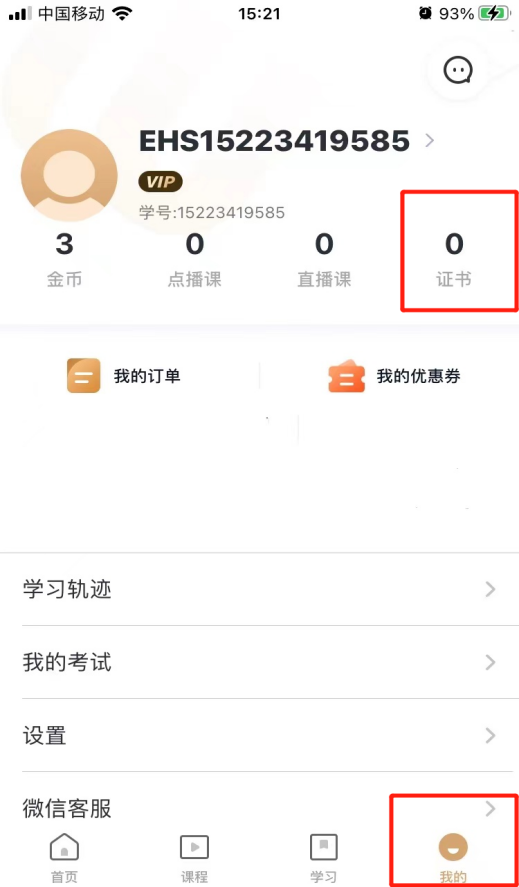 中国移动 15:21 93%
EHS15223419585
VIP
学号:15223419585
3 0 0 0
金币 点播课 直播课 证书
我的订单 我的优惠券
学习轨迹
我的考试
设置
微信客服
首页 课程 学习 我的